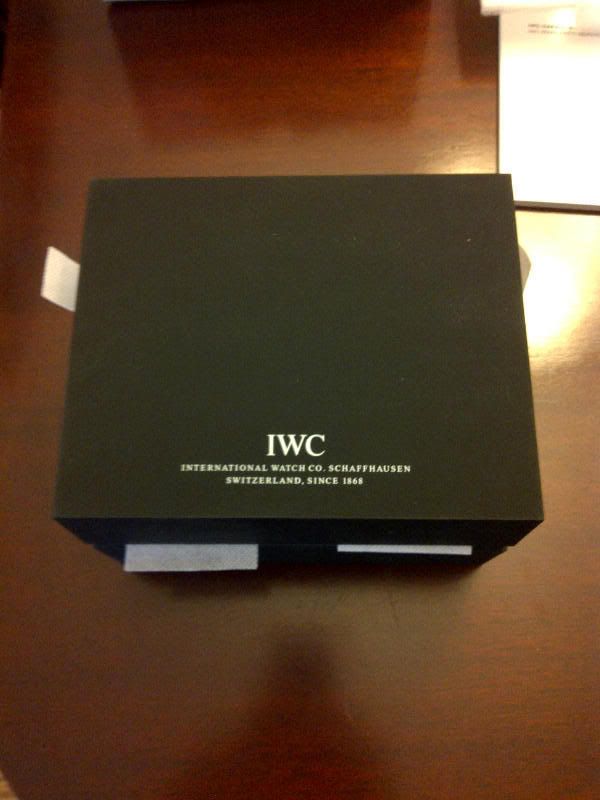 IWC
INTERNATIONAL WATCH CO. SCHAFFHAUSEN
SWITZERLAND, SINCE 1868